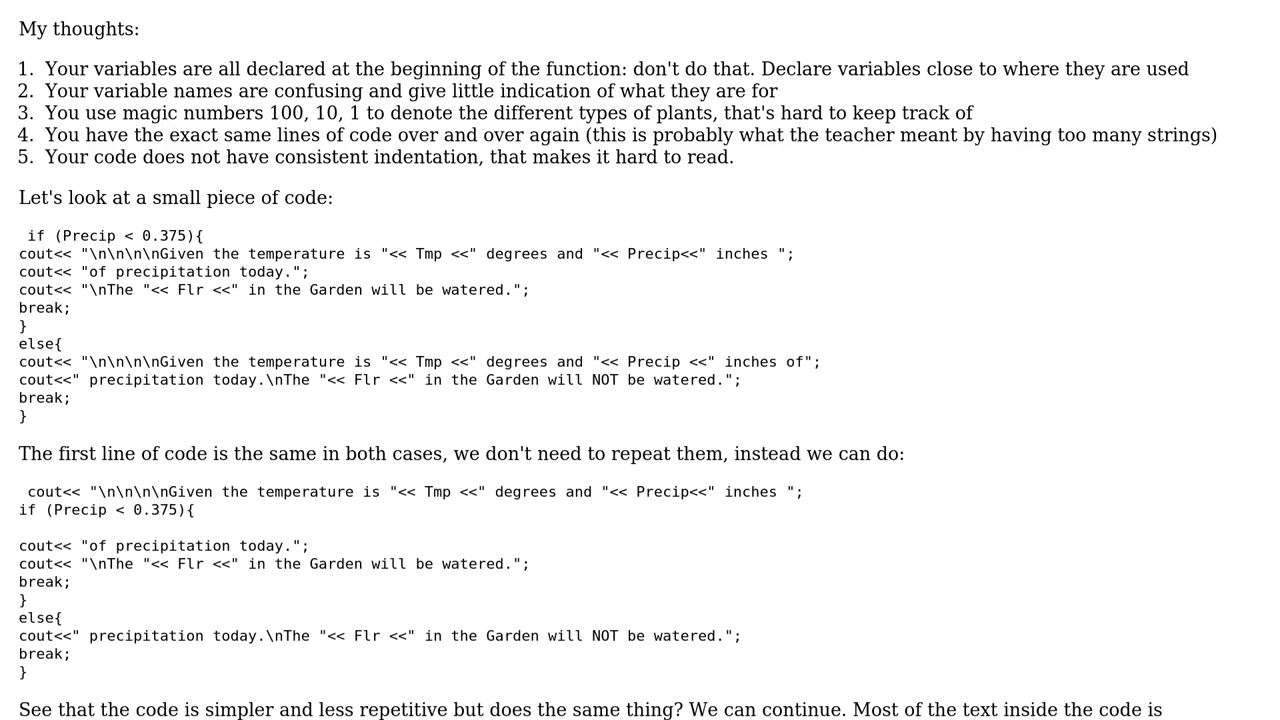 My thoughts:
1. Your variables are all declared at the beginning of the function: don't do that. Declare variables close to where they are used
2. Your variable names are confusing and give little indication of what they are for
3. You use magic numbers 100, 10, 1 to denote the different types of plants, that's hard to keep track of
4. You have the exact same lines of code over and over again (this is probably what the teacher meant by having too many strings)
5. Your code does not have consistent indentation, that makes it hard to read.
Let's look at a small piece of code:
 if (Precip < 0.375){
cout<< "\n\n\n\nGiven the temperature is "<< Tmp <<" degrees and "<< Precip<<" inches ";
cout<< "of precipitation today.";
cout<< "\nThe "<< Flr <<" in the Garden will be watered.";
break;
}
else{
cout<< "\n\n\n\nGiven the temperature is "<< Tmp <<" degrees and "<< Precip <<" inches of";
cout<<" precipitation today.\nThe "<< Flr <<" in the Garden will NOT be watered.";
break;
}
The first line of code is the same in both cases, we don't need to repeat them, instead we can do:
 cout<< "\n\n\n\nGiven the temperature is "<< Tmp <<" degrees and "<< Precip<<" inches ";
if (Precip < 0.375){
cout<< "of precipitation today.";
cout<< "\nThe "<< Flr <<" in the Garden will be watered.";
break;
}
else{
cout<<" precipitation today.\nThe "<< Flr <<" in the Garden will NOT be watered.";
break;
}
See that the code is simpler and less repetitive but does the same thing? We can continue. Most of the text inside the code is